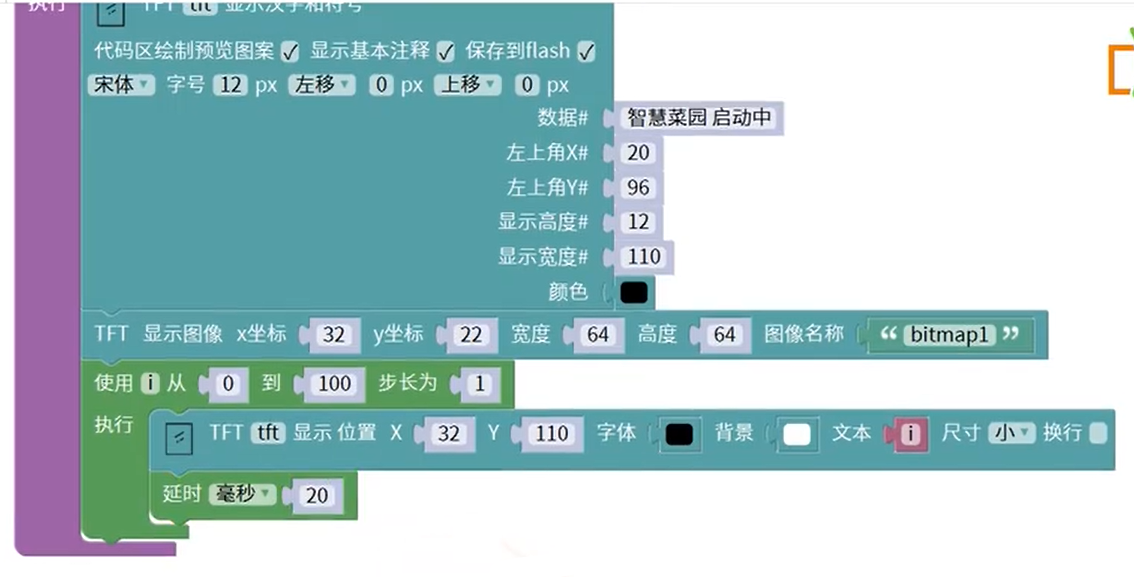 执行 TFT tft 显示汉字和符号
代码区绘制预览图案 ✓ 显示基本注释 ✓ 保存到flash ✓
宋体 字号 12 px 左移 0 px 上移 0 px
数据# 智慧菜园 启动中
左上角X# 20
左上角Y# 96
显示高度# 12
显示宽度# 110
颜色
TFT 显示图像 x坐标 32 y坐标 22 宽度 64 高度 64 图像名称 “ bitmap1 ”
使用 i 从 0 到 100 步长为 1
执行 TFT tft 显示 位置 X 32 Y 110 字体 背景 文本 i 尺寸 小 换行
延时 毫秒 20